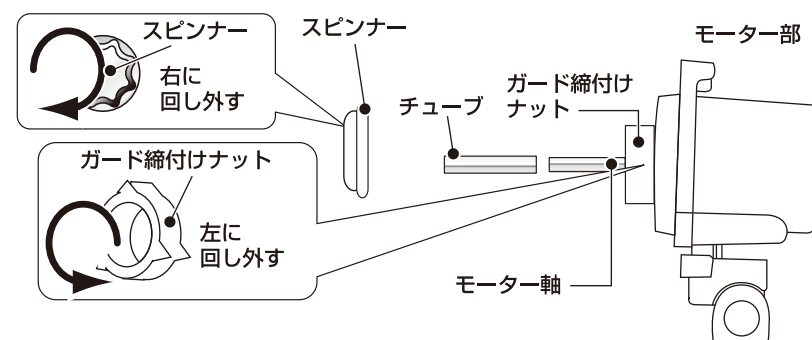 スピンナー
右に
回し外す
スピンナー
チューブ
ガード締付け
ナット
モーター部
ガード締付けナット
左に
回し外す
モーター軸